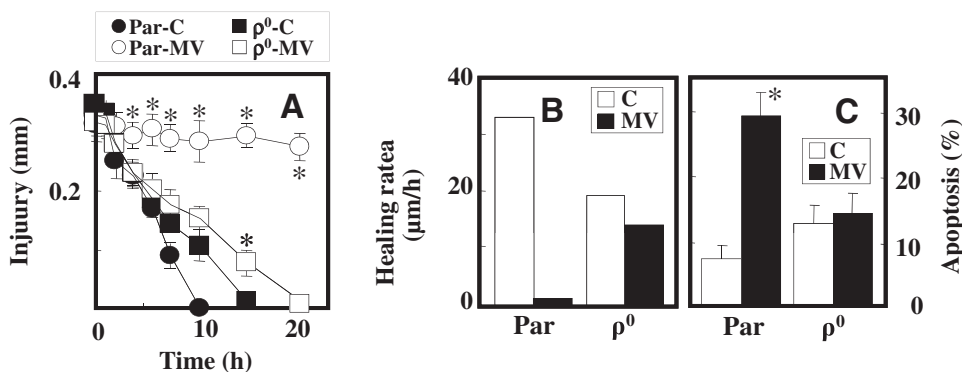 Par-C ρ⁰-C
Par-MV ρ⁰-MV
0.4
0.2
0 10 20
0
Injuury (mm)
Time (h)
A
* * * * *
*
*
40
20
0
Healing ratea
(µm/h)
B
C
MV
Par ρ⁰
C
*
C
MV
30
20
10
0
Apoptosis (%)
Par ρ⁰